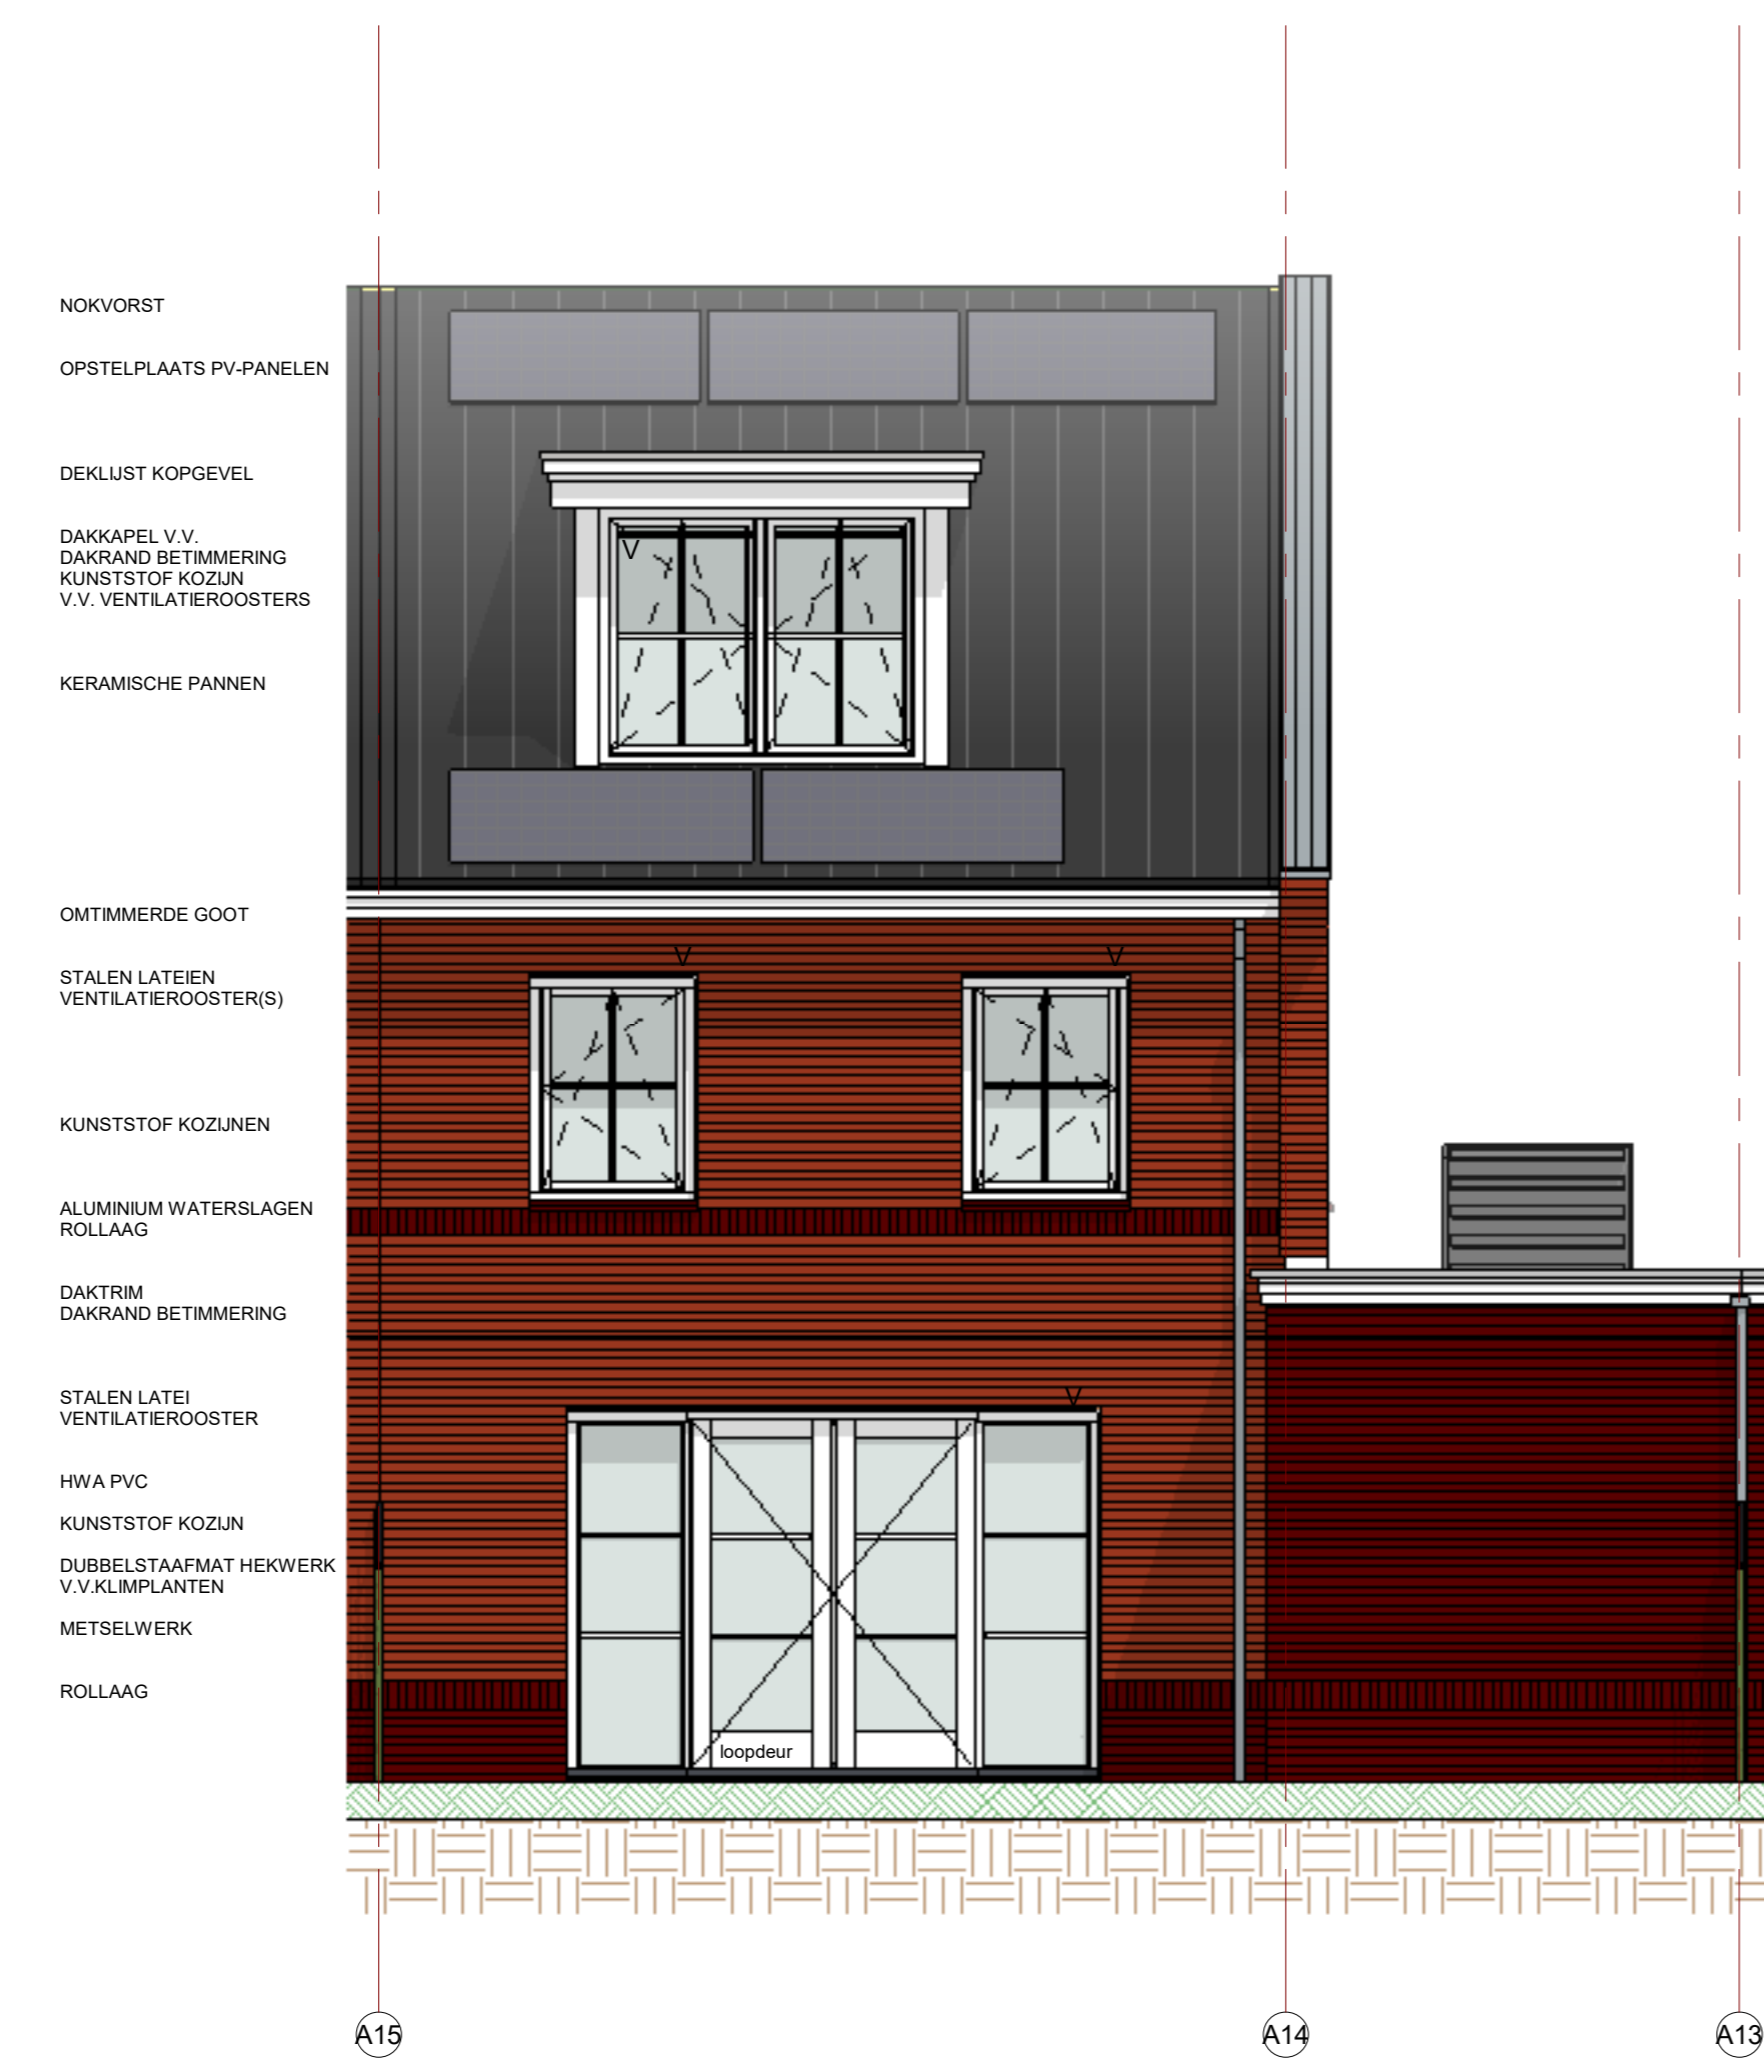 NOKVORST
OPSTELPLAATS PV-PANELEN
DEKLIJST KOPGEVEL
DAKKAPEL V.V.
DAKRAND BETIMMERING
KUNSTSTOF KOZIJN
V.V. VENTILATIEROOSTERS
V
KERAMISCHE PANNEN
OMTIMMERDE GOOT
STALEN LATEIEN
VENTILATIEROOSTER(S)
V V
KUNSTSTOF KOZIJNEN
ALUMINIUM WATERSLAGEN
ROLLAAG
DAKTRIM
DAKRAND BETIMMERING
STALEN LATEI
VENTILATIEROOSTER
V
HWA PVC
KUNSTSTOF KOZIJN
DUBBELSTAAFMAT HEKWERK
V.V.KLIMPLANTEN
METSELWERK
ROLLAAG
loopdeur
A15 A14 A13